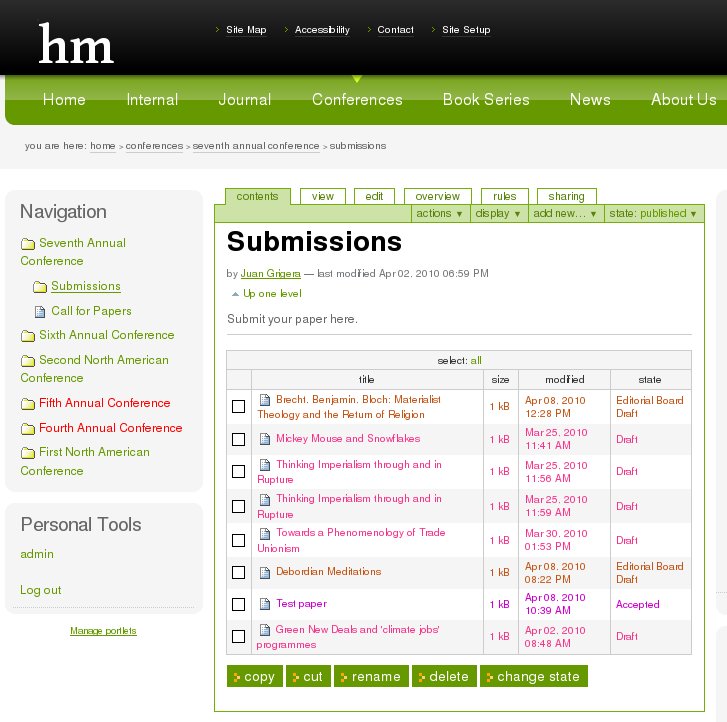 hm
Site Map
Accessibility
Contact
Site Setup
Home
Internal
Journal
Conferences
Book Series
News
About Us
you are here: home > conferences > seventh annual conference > submissions
Navigation
Seventh Annual
Conference
Submissions
Call for Papers
Sixth Annual Conference
Second North American
Conference
Fifth Annual Conference
Fourth Annual Conference
First North American
Conference
Personal Tools
admin
Log out
Manage portlets
contents
view
edit
overview
rules
sharing
actions ▼
display ▼
add new… ▼
state: published ▼
Submissions
by Juan Grigera — last modified Apr 02, 2010 06:59 PM
Up one level
Submit your paper here.
select: all
title size modified state
Brecht, Benjamin, Bloch: Materialist
Theology and the Return of Religion
1 kB
Apr 08, 2010
12:28 PM
Editorial Board
Draft
Mickey Mouse and Snowflakes
1 kB
Mar 25, 2010
11:41 AM
Draft
Thinking Imperialism through and in
Rupture
1 kB
Mar 25, 2010
11:56 AM
Draft
Thinking Imperialism through and in
Rupture
1 kB
Mar 25, 2010
11:59 AM
Draft
Towards a Phenomenology of Trade
Unionism
1 kB
Mar 30, 2010
01:53 PM
Draft
Debordian Meditations
1 kB
Apr 08, 2010
08:22 PM
Editorial Board
Draft
Test paper
1 kB
Apr 08, 2010
10:39 AM
Accepted
Green New Deals and 'climate jobs'
programmes
1 kB
Apr 02, 2010
08:48 AM
Draft
copy
cut
rename
delete
change state